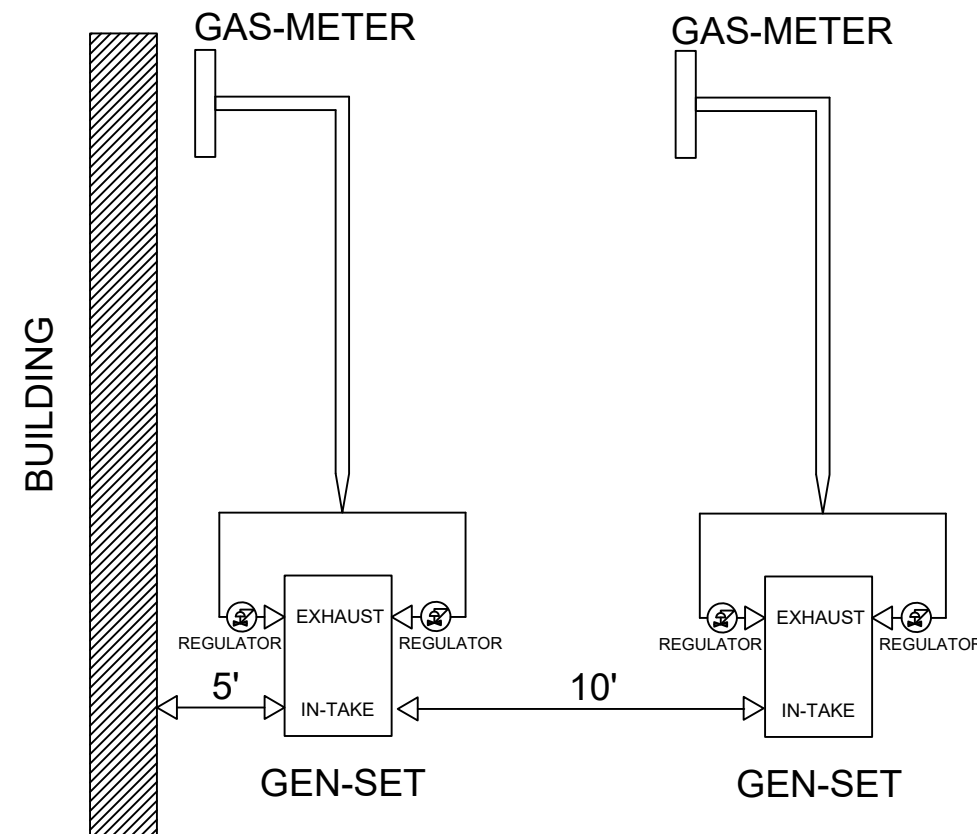 GAS-METER
GAS-METER
BUILDING
EXHAUST
EXHAUST
REGULATOR
REGULATOR
REGULATOR
REGULATOR
5'
10'
IN-TAKE
IN-TAKE
GEN-SET
GEN-SET